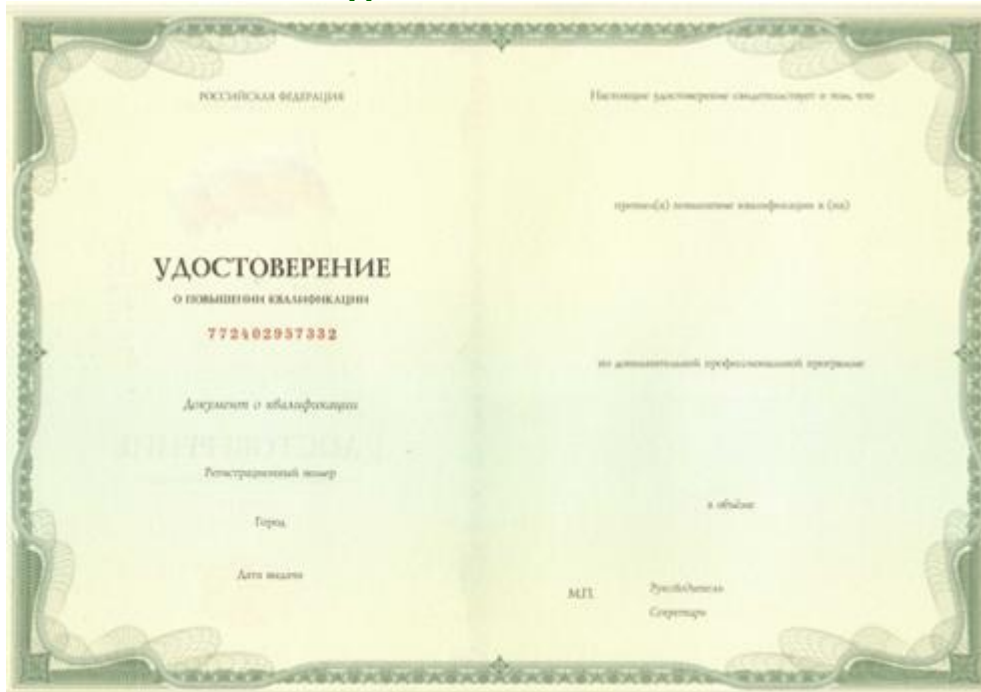 РОССИЙСКАЯ ФЕДЕРАЦИЯ
УДОСТОВЕРЕНИЕ
О ПОВЫШЕНИИ КВАЛИФИКАЦИИ
772402957332
Документ о квалификации
Регистрационный номер
Город
Дата выдачи
Настоящее удостоверение свидетельствует о том, что
прошел(а) повышение квалификации в (на)
по дополнительной профессиональной программе
в объёме
М.П.
Руководитель
Секретарь